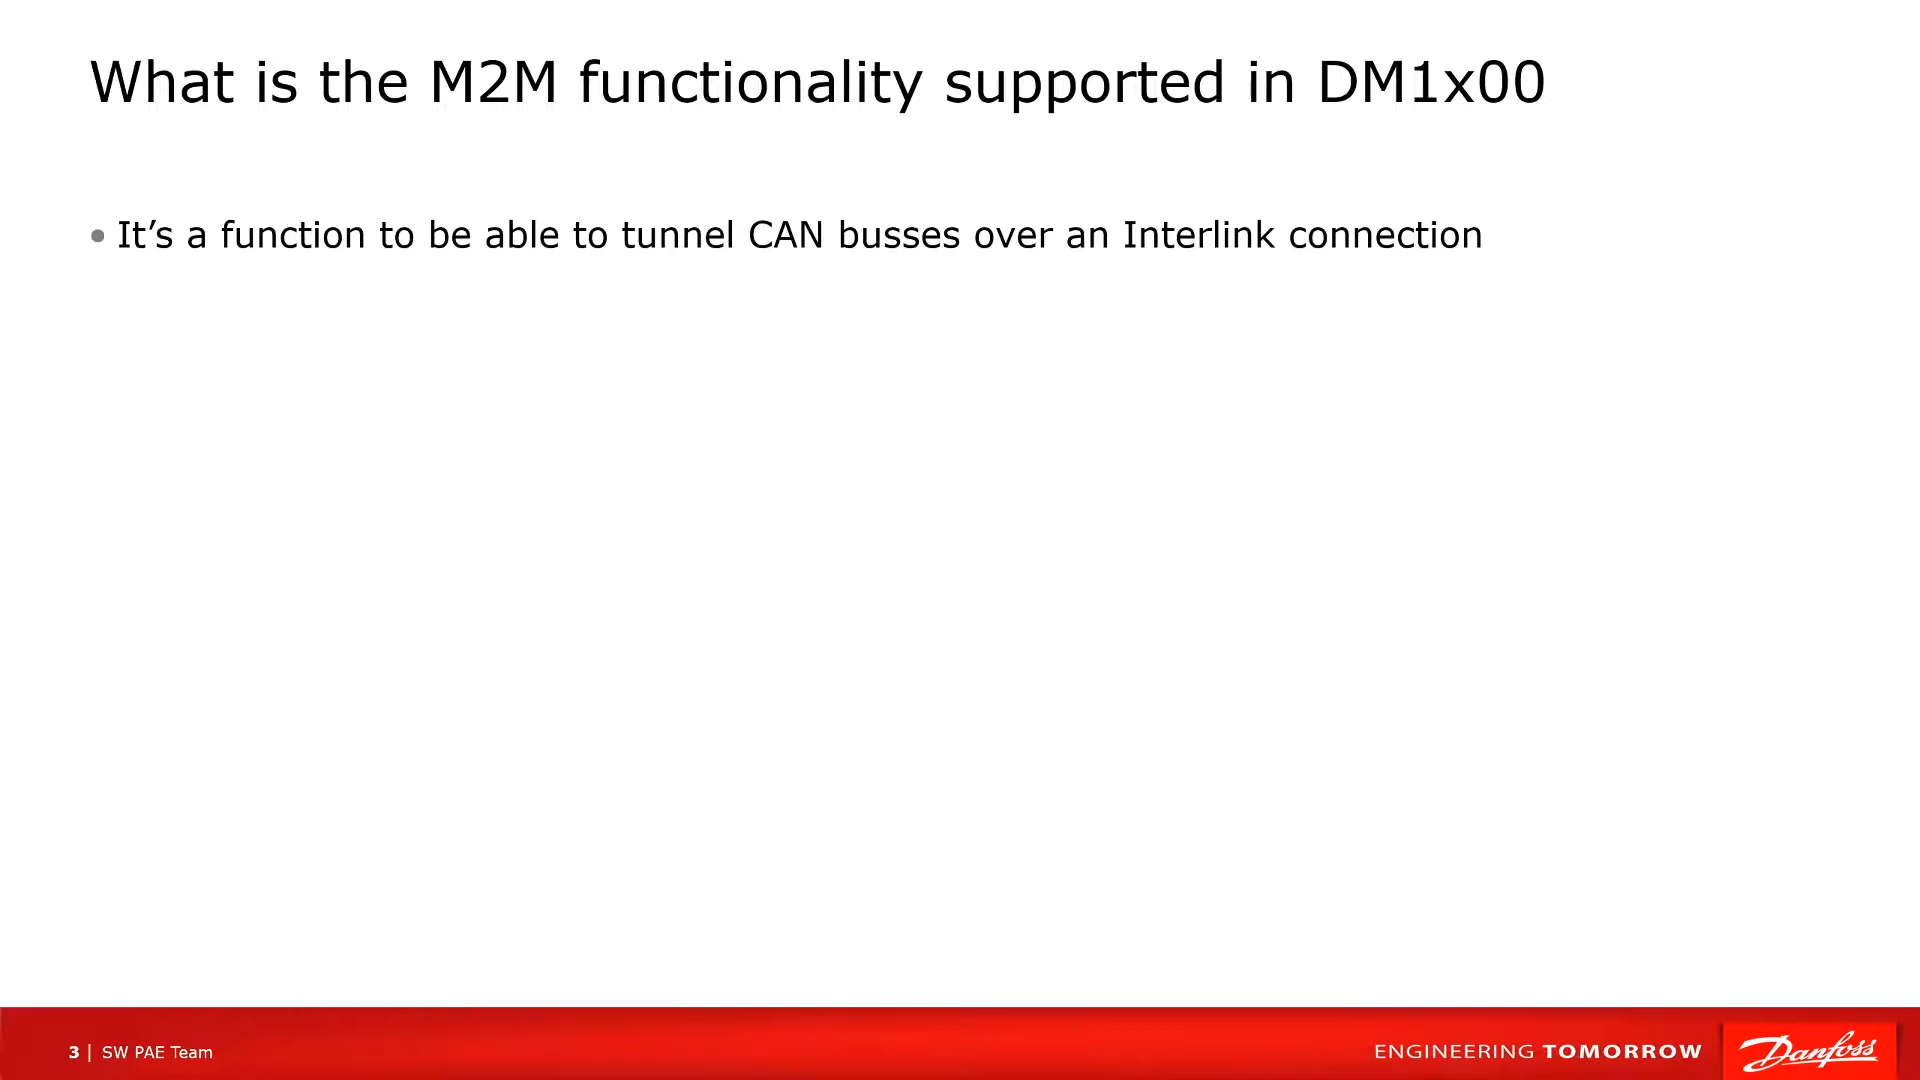 What is the M2M functionality supported in DM1x00
• It’s a function to be able to tunnel CAN busses over an Interlink connection
3 | SW PAE Team
ENGINEERING TOMORROW
Danfoss